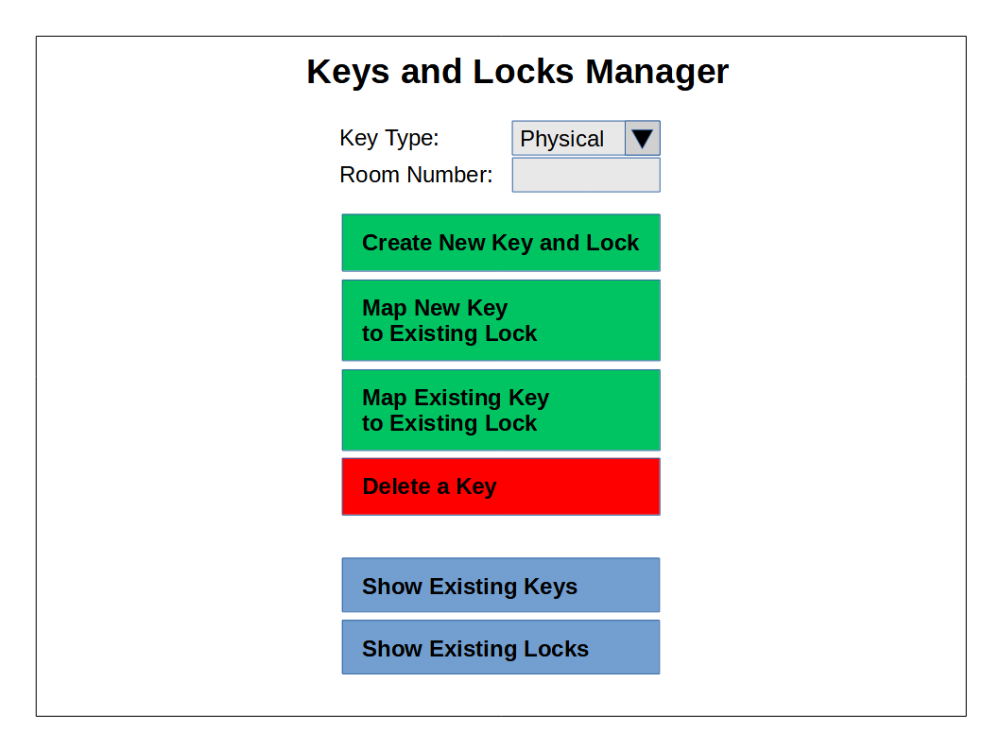 Keys and Locks Manager
Key Type: Physical
Room Number:
Create New Key and Lock
Map New Key
to Existing Lock
Map Existing Key
to Existing Lock
Delete a Key
Show Existing Keys
Show Existing Locks